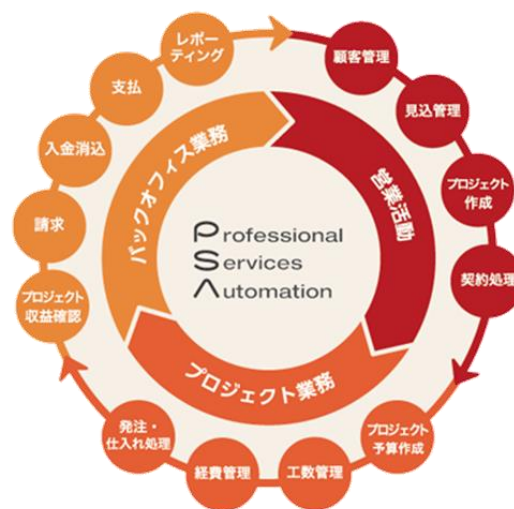 レポー
ティング
顧客管理
見込管理
プロジェクト
作成
契約処理
プロジェクト
予算作成
工数管理
経費管理
発注・
仕入れ処理
プロジェクト
収益確認
請求
入金消込
支払
営業活動
プロジェクト業務
バックオフィス業務
Professional
Services
Automation